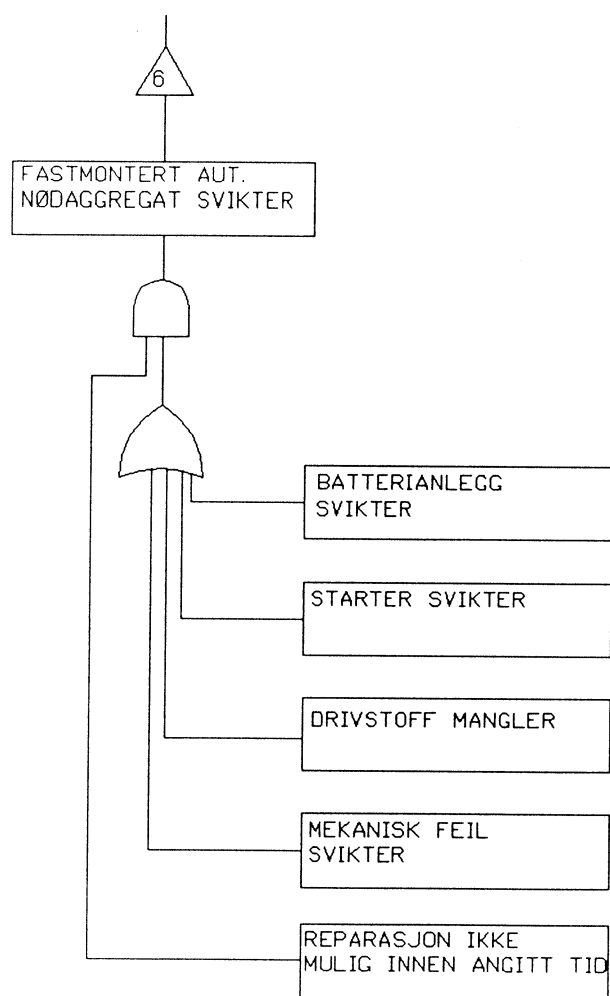 6
FASTMONTERT AUT.
NØDAGGREGAT SVIKTER
BATTERIANLEGG
SVIKTER
STARTER SVIKTER
DRIVSTOFF MANGLER
MEKANISK FEIL
SVIKTER
REPARASJON IKKE
MULIG INNEN ANGITT TID